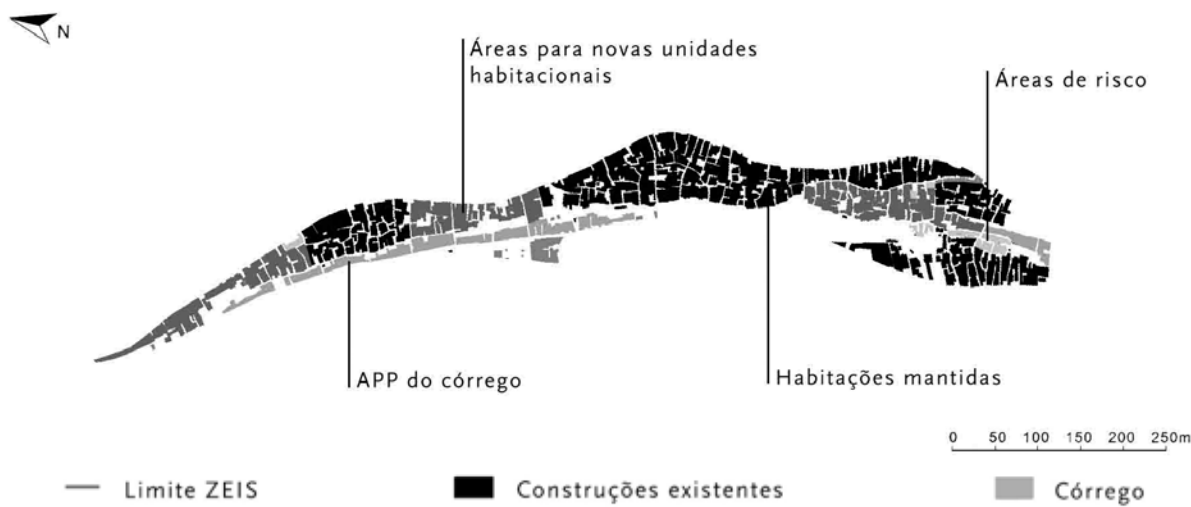 N
Áreas para novas unidades
habitacionais
Áreas de risco
APP do córrego
Habitações mantidas
0 50 100 150 200 250m
Limite ZEIS
Construções existentes
Córrego